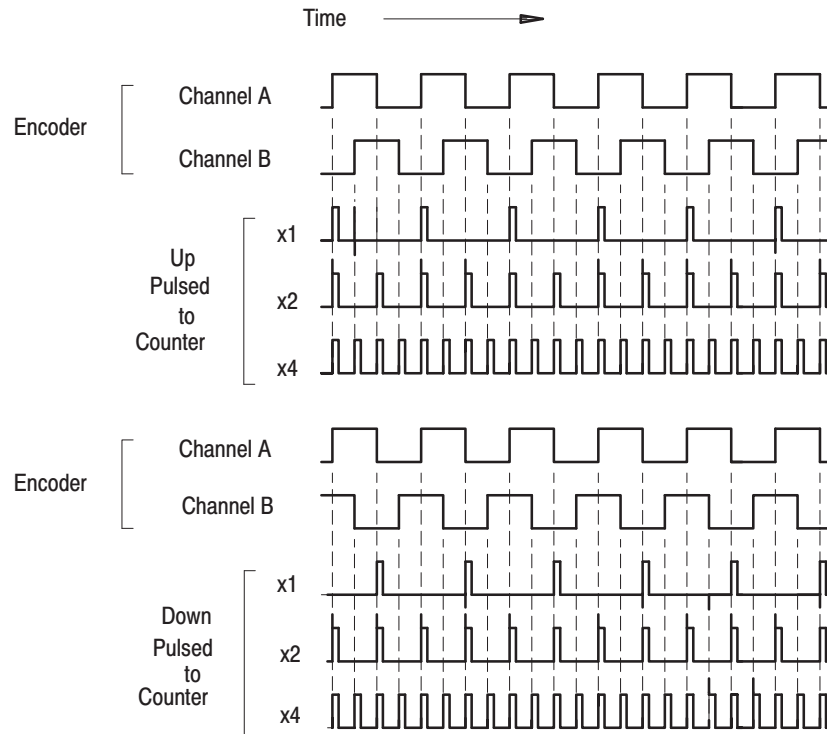 Time
Channel A
Encoder
Channel B
x1
Up
Pulsed
to
Counter
x2
x4
Channel A
Encoder
Channel B
x1
Down
Pulsed
to
Counter
x2
x4